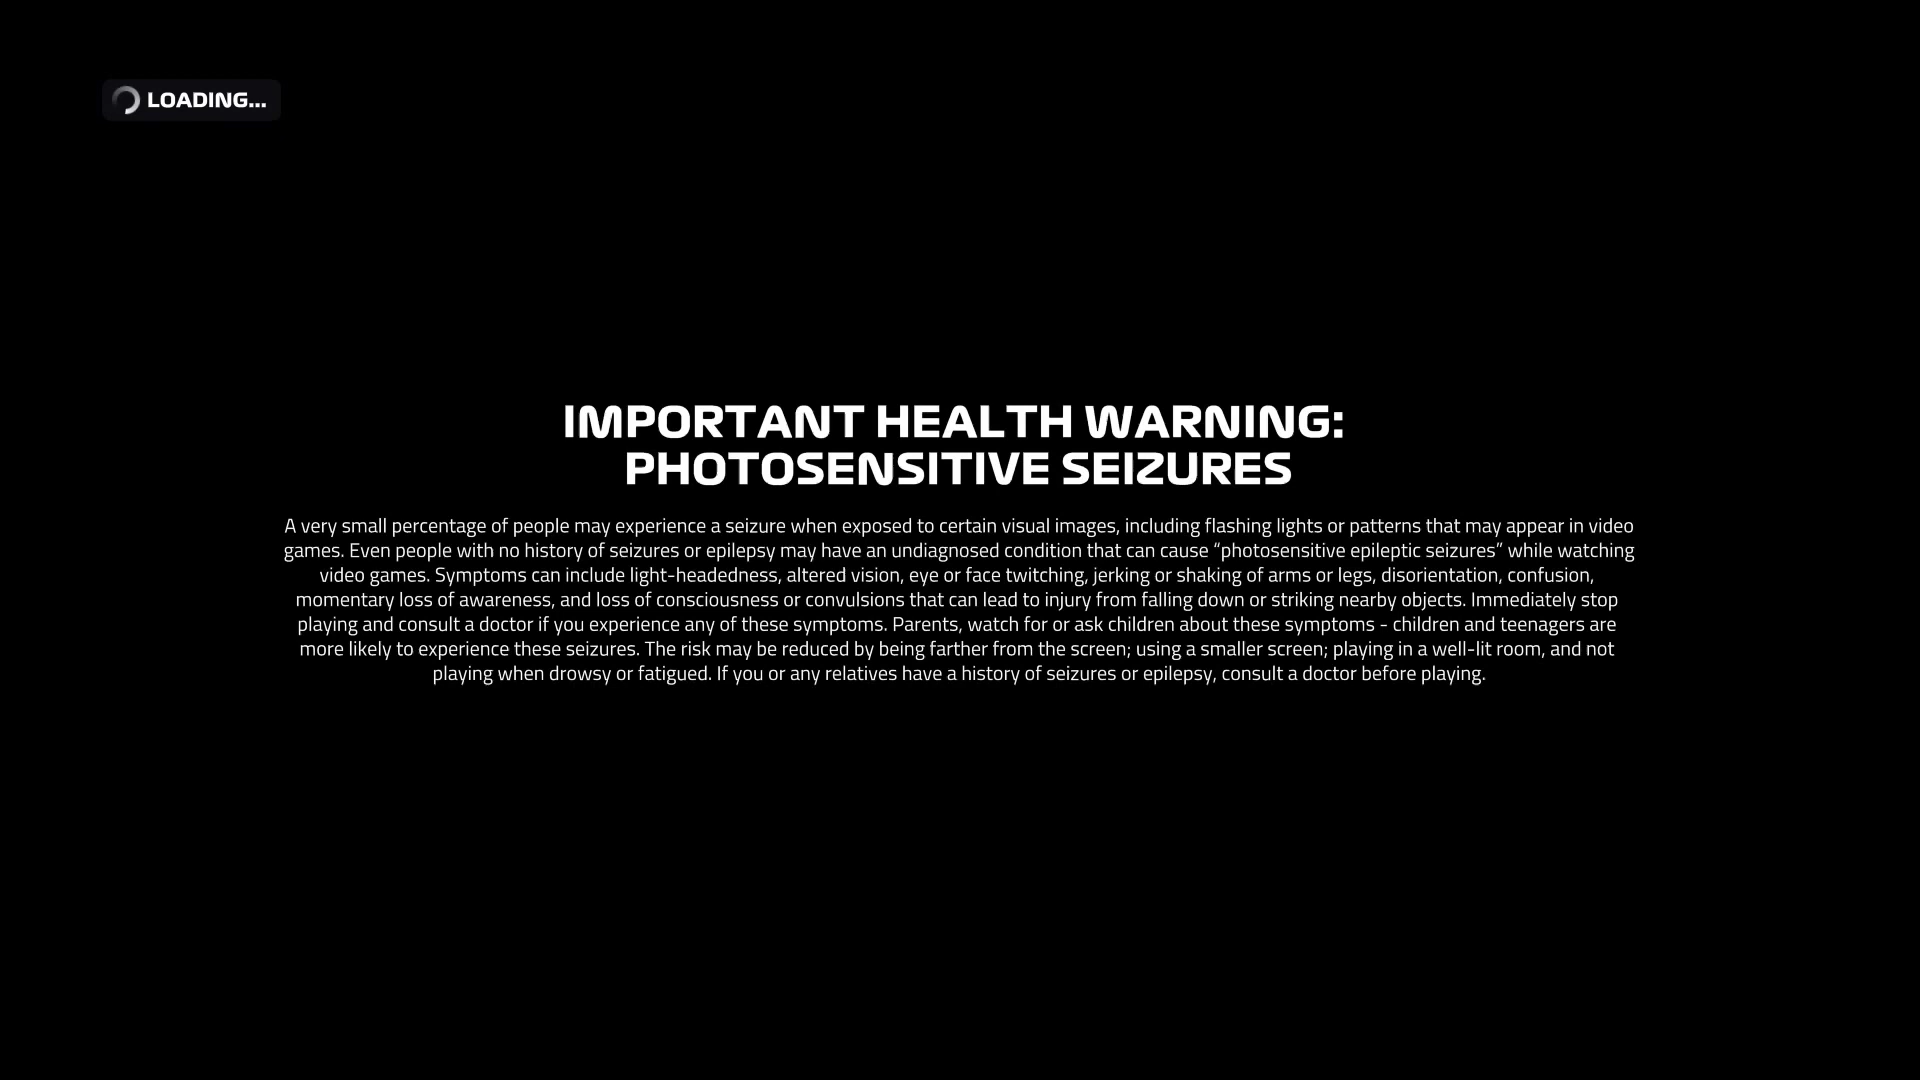 LOADING...
IMPORTANT HEALTH WARNING:
PHOTOSENSITIVE SEIZURES
A very small percentage of people may experience a seizure when exposed to certain visual images, including flashing lights or patterns that may appear in video
games. Even people with no history of seizures or epilepsy may have an undiagnosed condition that can cause “photosensitive epileptic seizures” while watching
video games. Symptoms can include light-headedness, altered vision, eye or face twitching, jerking or shaking of arms or legs, disorientation, confusion,
momentary loss of awareness, and loss of consciousness or convulsions that can lead to injury from falling down or striking nearby objects. Immediately stop
playing and consult a doctor if you experience any of these symptoms. Parents, watch for or ask children about these symptoms - children and teenagers are
more likely to experience these seizures. The risk may be reduced by being farther from the screen; using a smaller screen; playing in a well-lit room, and not
playing when drowsy or fatigued. If you or any relatives have a history of seizures or epilepsy, consult a doctor before playing.